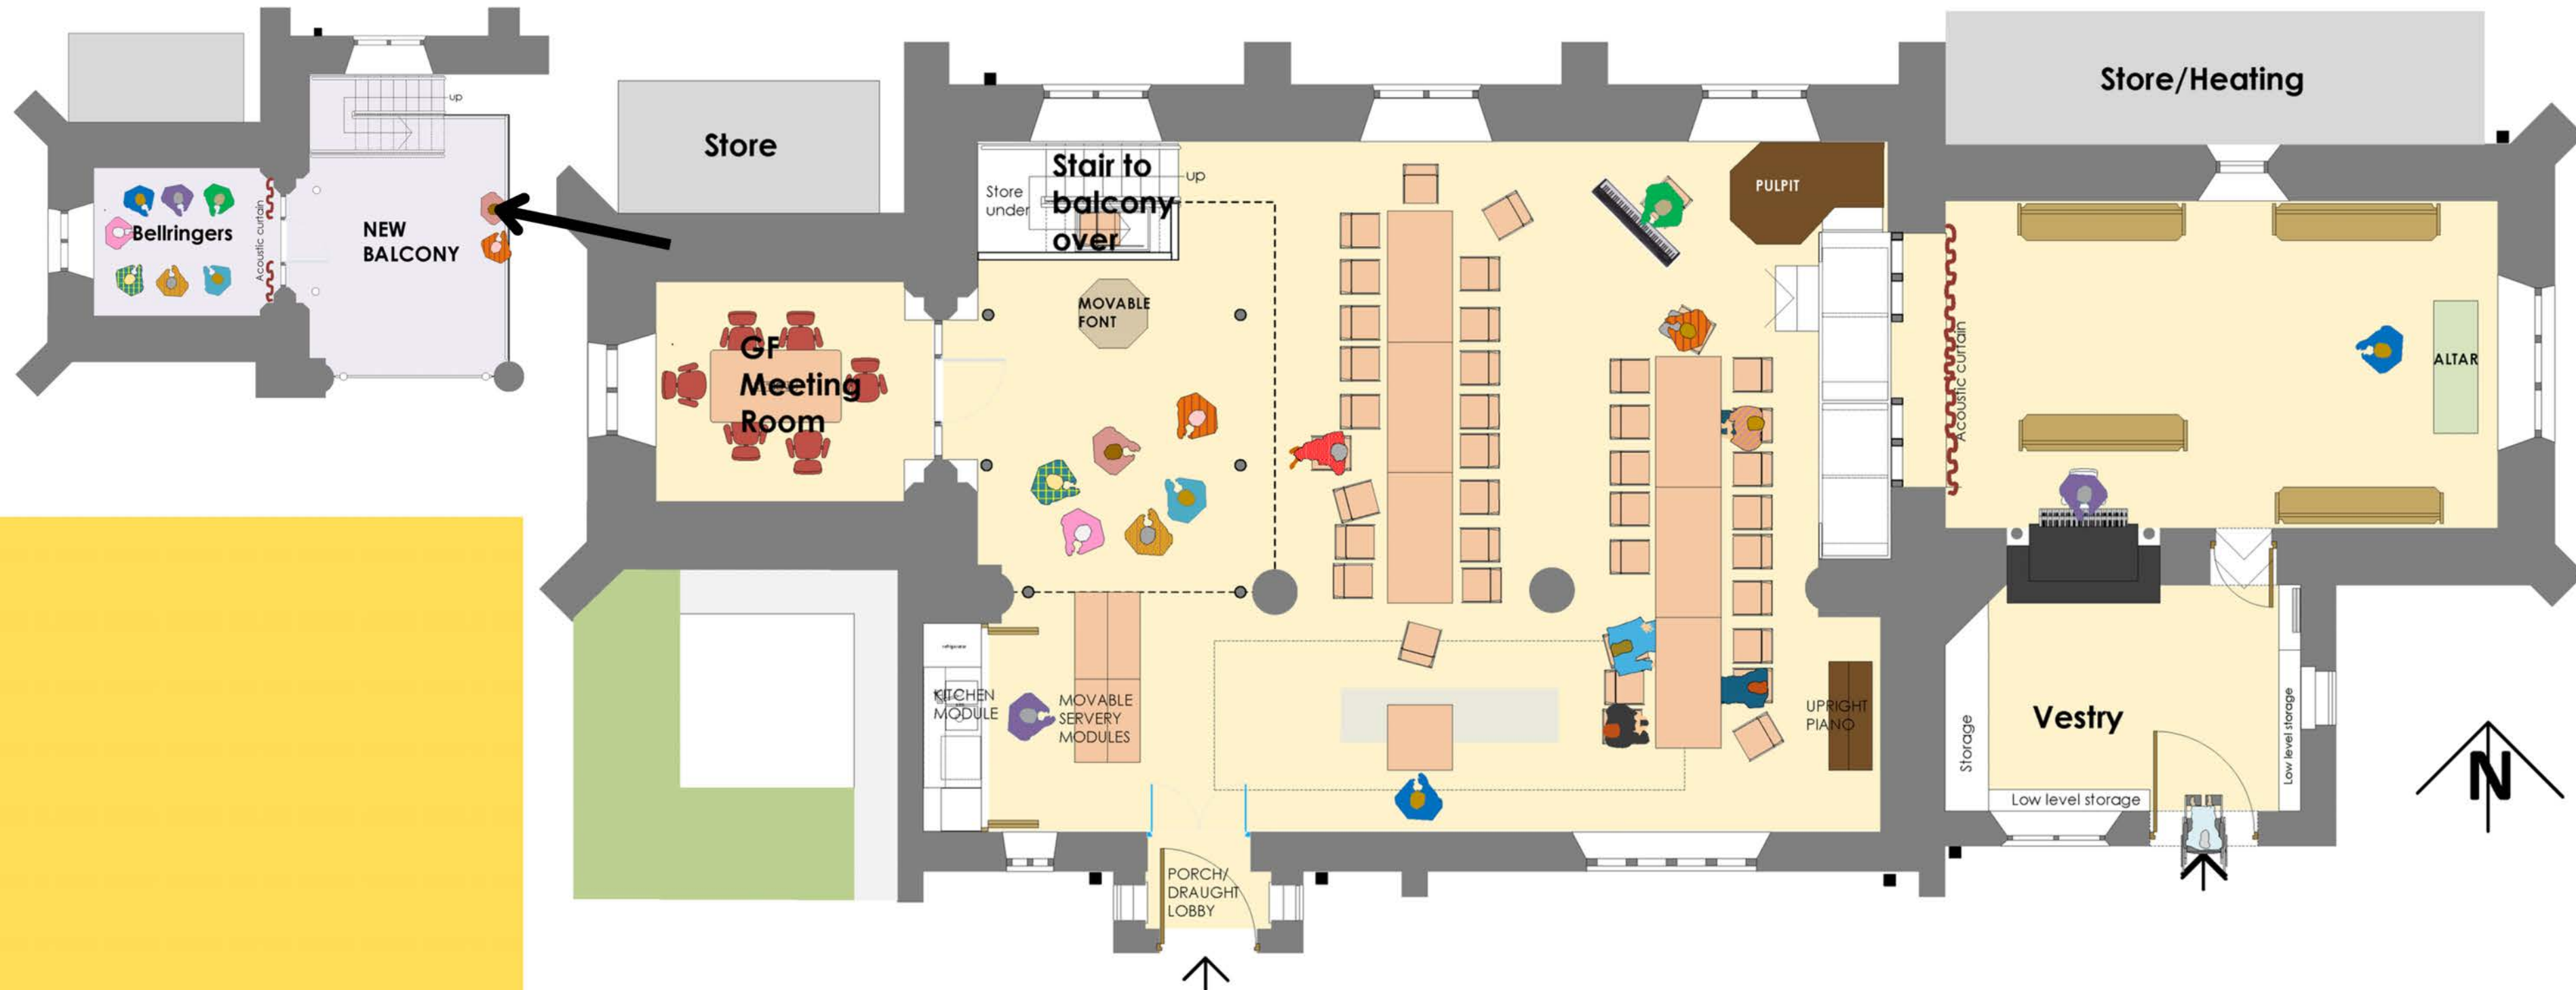 up
Bellringers
Acoustic curtain
NEW
BALCONY
Store
Store
under
Stair to
balcony
over
up
MOVABLE
FONT
GF
Meeting
Room
PULPIT
Store/Heating
Acoustic curtain
ALTAR
KITCHEN
MODULE
MOVABLE
SERVERY
MODULES
UPRIGHT
PIANO
PORCH/
DRAUGHT
LOBBY
Storage
Vestry
Low level storage
Low level storage
N